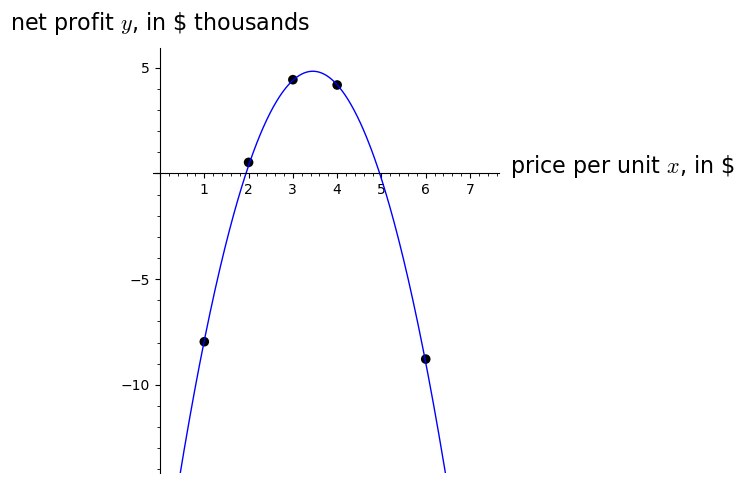 net profit y, in $ thousands
5
price per unit x, in $
1 2 3 4 5 6 7
−5
−10